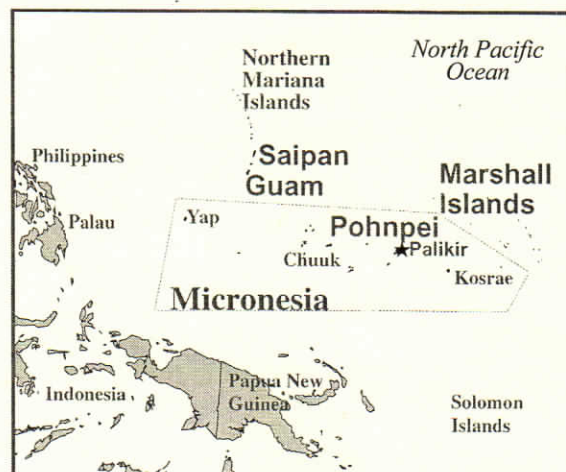 Northern
Mariana
Islands
North Pacific
Ocean
Philippines
Saipan
Guam
Marshall
Islands
Palau
Yap
Pohnpei
Palikir
Chuuk
Kosrae
Micronesia
Indonesia
Papua New
Guinea
Solomon
Islands